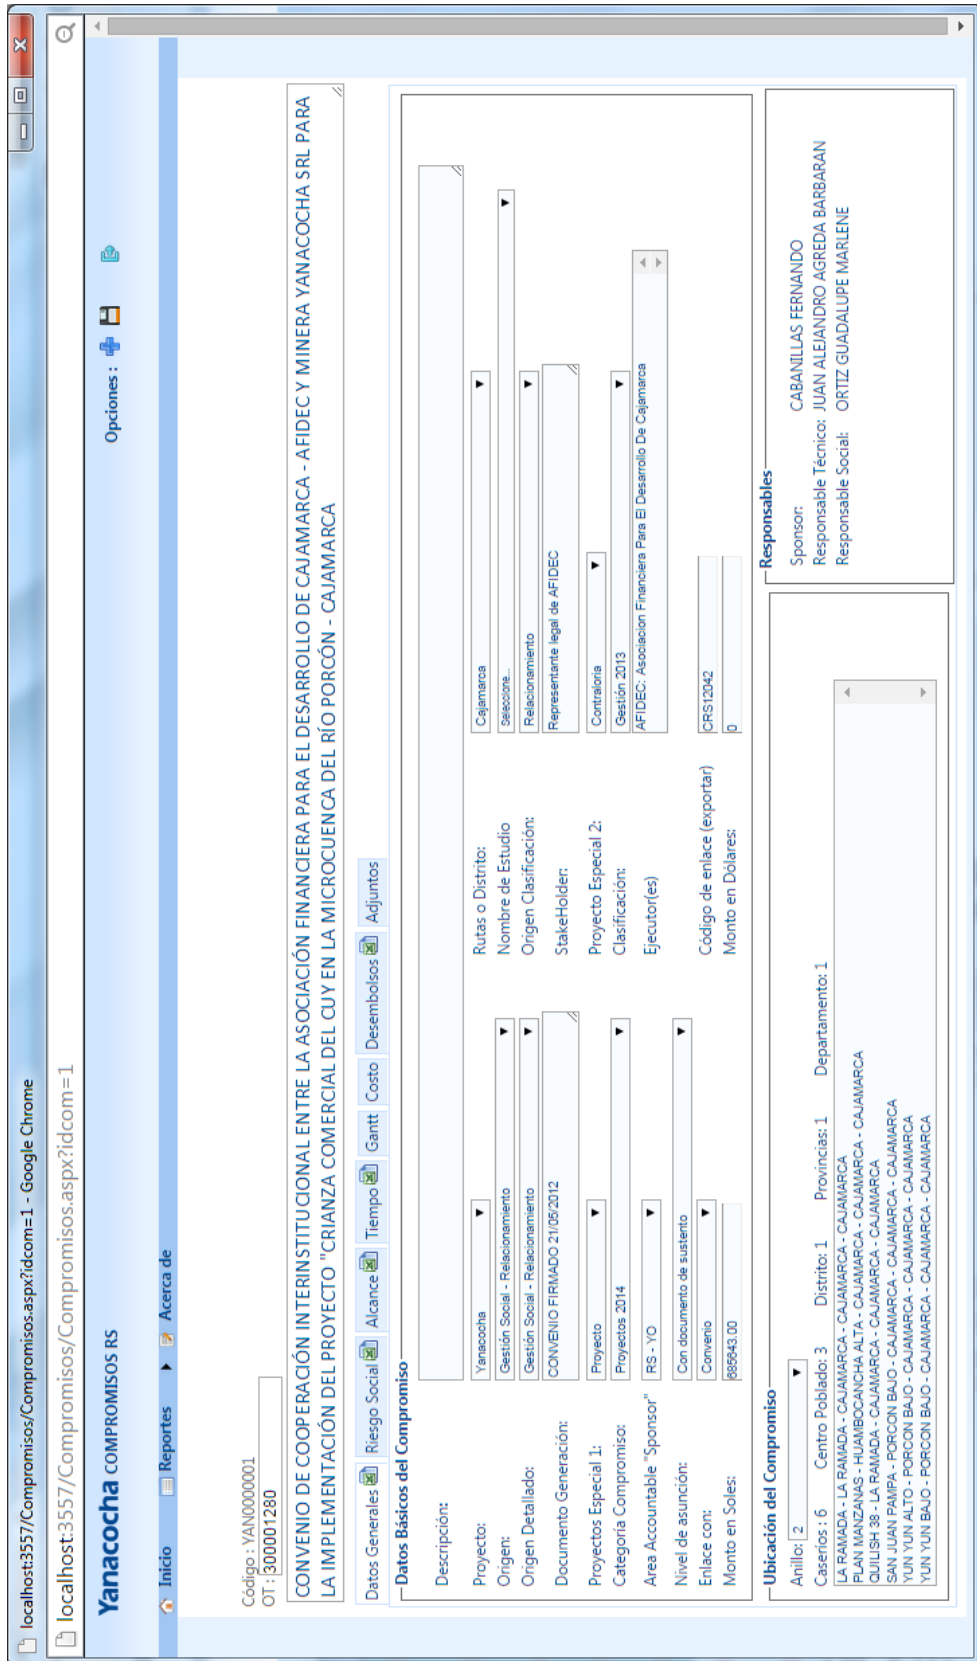 localhost:3557/Compromisos/Compromisos.aspx?idcom=1 - Google Chrome
localhost:3557/Compromisos/Compromisos.aspx?idcom=1
Yanacocha COMPROMISOS RS
Opciones :
Inicio Reportes Acerca de
Código : YAN0000001
OT : 300001280
CONVENIO DE COOPERACIÓN INTERINSTITUCIONAL ENTRE LA ASOCIACIÓN FINANCIERA PARA EL DESARROLLO DE CAJAMARCA - AFIDEC Y MINERA YANACOCHA SRL PARA
LA IMPLEMENTACIÓN DEL PROYECTO "CRIANZA COMERCIAL DEL CUY EN LA MICROCUENCA DEL RÍO PORCÓN - CAJAMARCA
Datos Generales Riesgo Social Alcance Tiempo Gantt Costo Desembolsos Adjuntos
Datos Básicos del Compromiso
Descripción:
Proyecto: Yanacocha Rutas o Distrito: Cajamarca
Origen: Gestión Social - Relacionamiento Nombre de Estudio Seleccione...
Origen Detallado: Gestión Social - Relacionamiento Origen Clasificación: Relacionamiento
Documento Generación: CONVENIO FIRMADO 21/05/2012 StakeHolder: Representante legal de AFIDEC
Proyectos Especial 1: Proyecto Proyecto Especial 2: Contraloria
Categoría Compromiso: Proyectos 2014 Clasificación: Gestión 2013
Area Accountable "Sponsor" RS - YO Ejecutor(es) AFIDEC: Asociacion Financiera Para El Desarrollo De Cajamarca
Nivel de asunción: Con documento de sustento
Enlace con: Convenio Código de enlace (exportar) CRS12042
Monto en Soles: 685643.00 Monto en Dólares: 0
Ubicación del Compromiso
Anillo: 2
Caseríos : 6 Centro Poblado: 3 Distrito: 1 Provincias: 1 Departamento: 1
LA RAMADA - LA RAMADA - CAJAMARCA - CAJAMARCA
PLAN MANZANAS - HUAMBOCANCHA ALTA - CAJAMARCA - CAJAMARCA - CAJAMARCA
QUILISH 38 - LA RAMADA - CAJAMARCA - CAJAMARCA - CAJAMARCA
SAN JUAN PAMPA - PORCON BAJO - CAJAMARCA - CAJAMARCA - CAJAMARCA
YUN YUN ALTO - PORCON BAJO - CAJAMARCA - CAJAMARCA - CAJAMARCA
YUN YUN BAJO - PORCON BAJO - CAJAMARCA - CAJAMARCA - CAJAMARCA
Responsables
Sponsor: CABANILLAS FERNANDO
Responsable Técnico: JUAN ALEJANDRO AGREDA BARBARAN
Responsable Social: ORTIZ GUADALUPE MARLENE